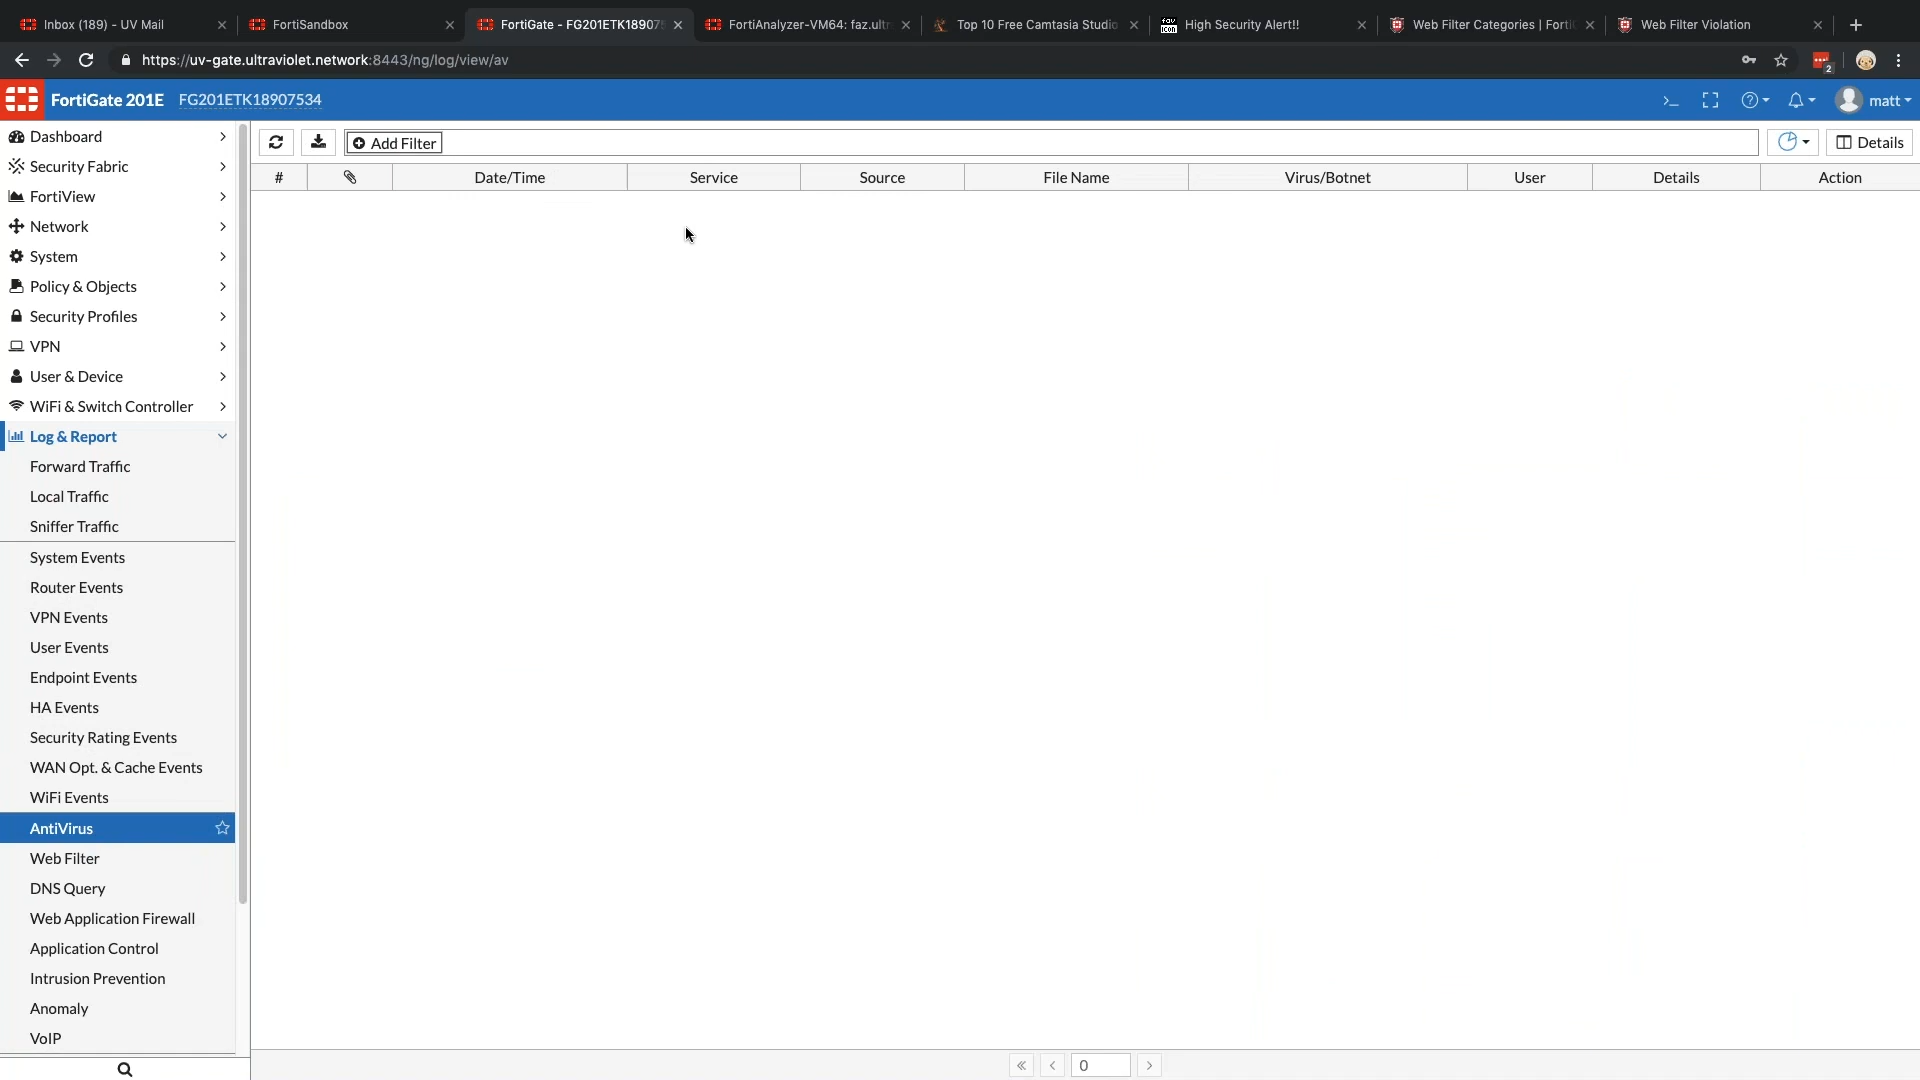 Inbox (189) - UV Mail
FortiSandbox
FortiGate - FG201ETK189075
FortiAnalyzer-VM64: faz.ultr
Top 10 Free Camtasia Studio
fav icon
High Security Alert!!
Web Filter Categories | Forti
Web Filter Violation
https://uv-gate.ultraviolet.network:8443/ng/log/view/av
2
FortiGate 201E
FG201ETK18907534
matt
Dashboard
Security Fabric
FortiView
Network
System
Policy & Objects
Security Profiles
VPN
User & Device
WiFi & Switch Controller
Log & Report
Forward Traffic
Local Traffic
Sniffer Traffic
System Events
Router Events
VPN Events
User Events
Endpoint Events
HA Events
Security Rating Events
WAN Opt. & Cache Events
WiFi Events
AntiVirus
Web Filter
DNS Query
Web Application Firewall
Application Control
Intrusion Prevention
Anomaly
VoIP
Add Filter
Details
# Date/Time Service Source File Name Virus/Botnet User Details Action
0